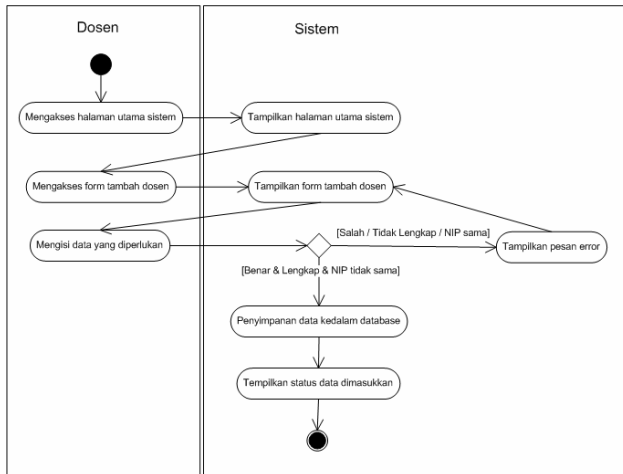 Dosen
Sistem
Mengakses halaman utama sistem
Tampilkan halaman utama sistem
Mengakses form tambah dosen
Tampilkan form tambah dosen
[Salah / Tidak Lengkap / NIP sama]
Mengisi data yang diperlukan
Tampilkan pesan error
[Benar & Lengkap & NIP tidak sama]
Penyimpanan data kedalam database
Tempilkan status data dimasukkan